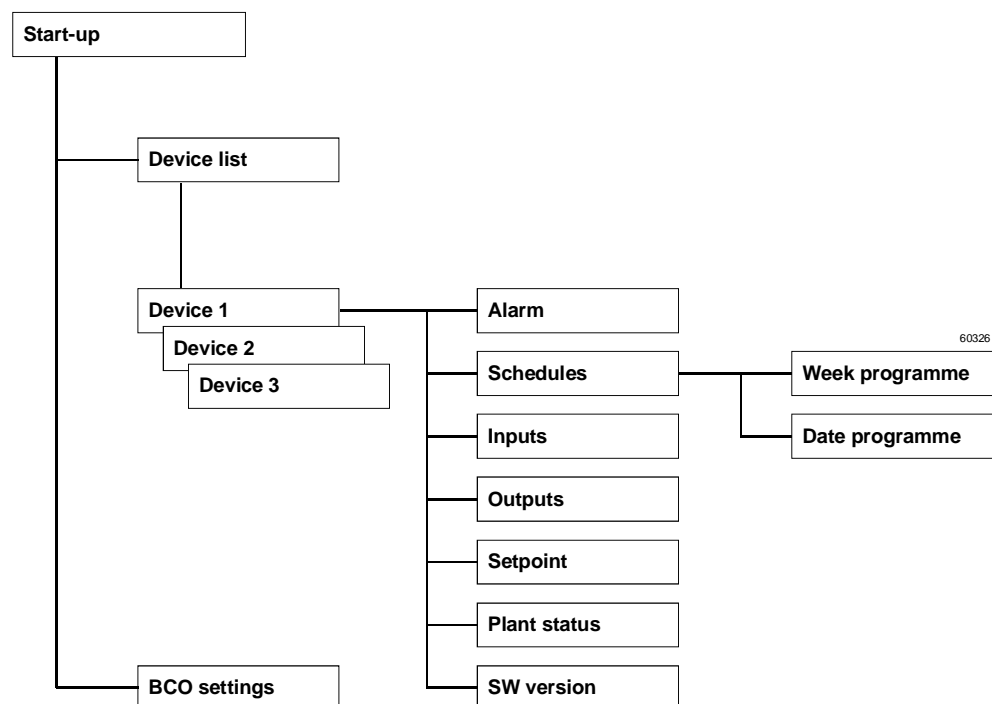 Start-up
Device list
Device 1
Device 2
Device 3
Alarm
Schedules
Inputs
Outputs
Setpoint
Plant status
SW version
60326
Week programme
Date programme
BCO settings